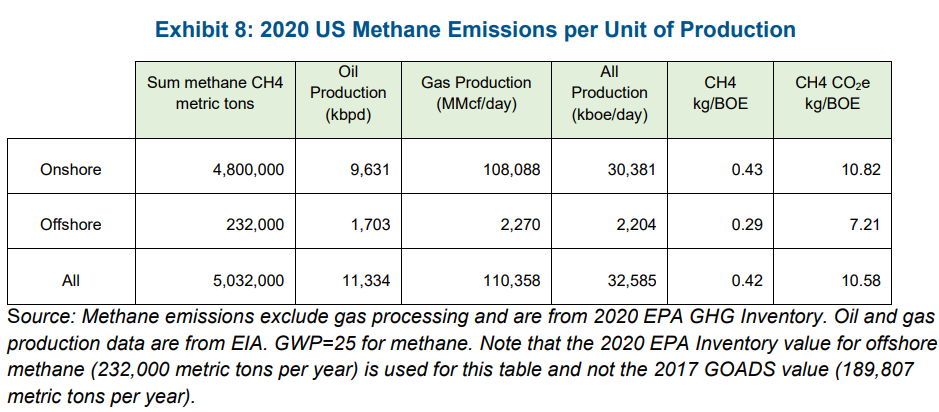 Exhibit 8: 2020 US Methane Emissions per Unit of Production
Sum methane CH4 metric tons | Oil Production (kbpd) | Gas Production (MMcf/day) | All Production (kboe/day) | CH4 kg/BOE | CH4 CO₂e kg/BOE
Onshore | 4,800,000 | 9,631 | 108,088 | 30,381 | 0.43 | 10.82
Offshore | 232,000 | 1,703 | 2,270 | 2,204 | 0.29 | 7.21
All | 5,032,000 | 11,334 | 110,358 | 32,585 | 0.42 | 10.58
Source: Methane emissions exclude gas processing and are from 2020 EPA GHG Inventory. Oil and gas
production data are from EIA. GWP=25 for methane. Note that the 2020 EPA Inventory value for offshore
methane (232,000 metric tons per year) is used for this table and not the 2017 GOADS value (189,807
metric tons per year).